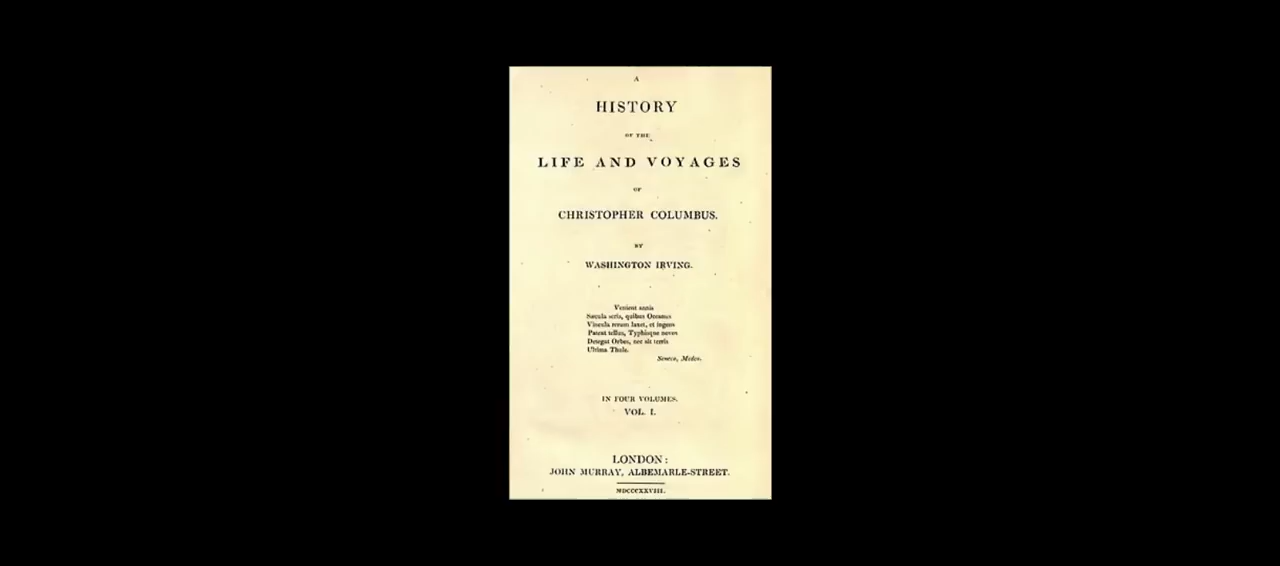 A
HISTORY
OF THE
LIFE AND VOYAGES
OF
CHRISTOPHER COLUMBUS.
BY
WASHINGTON IRVING.
Venient annis
Sæcula seris, quibus Oceanus
Vincula rerum laxet, et ingens
Pateat tellus, Typhisque novos
Detegat Orbes, nec sit terris
Ultima Thule.
Seneca, Medea.
IN FOUR VOLUMES.
VOL. I.
LONDON:
JOHN MURRAY, ALBEMARLE-STREET.
MDCCCXXVIII.